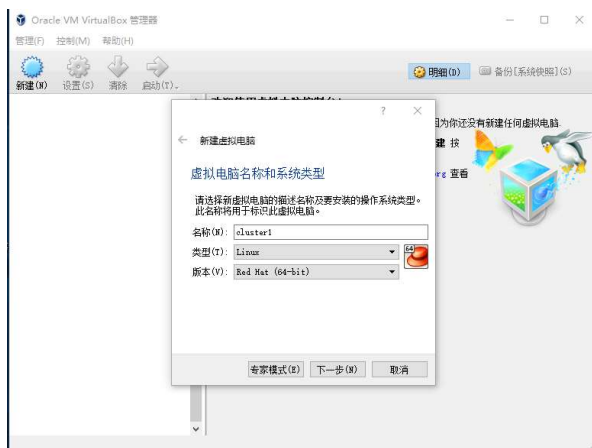 Oracle VM VirtualBox 管理器
管理(F) 控制(M) 帮助(H)
新建(N) 设置(S) 清除 启动(T)
明细(D) 备份[系统快照](S)
因为你还没有新建任何虚拟电脑.
建 按
org 查看
新建虚拟电脑
虚拟电脑名称和系统类型
请选择新虚拟电脑的描述名称及要安装的操作系统类型。
此名称将用于标识此虚拟电脑。
名称(N): cluster1
类型(T): Linux
64
版本(V): Red Hat (64-bit)
专家模式(E) 下一步(N) 取消